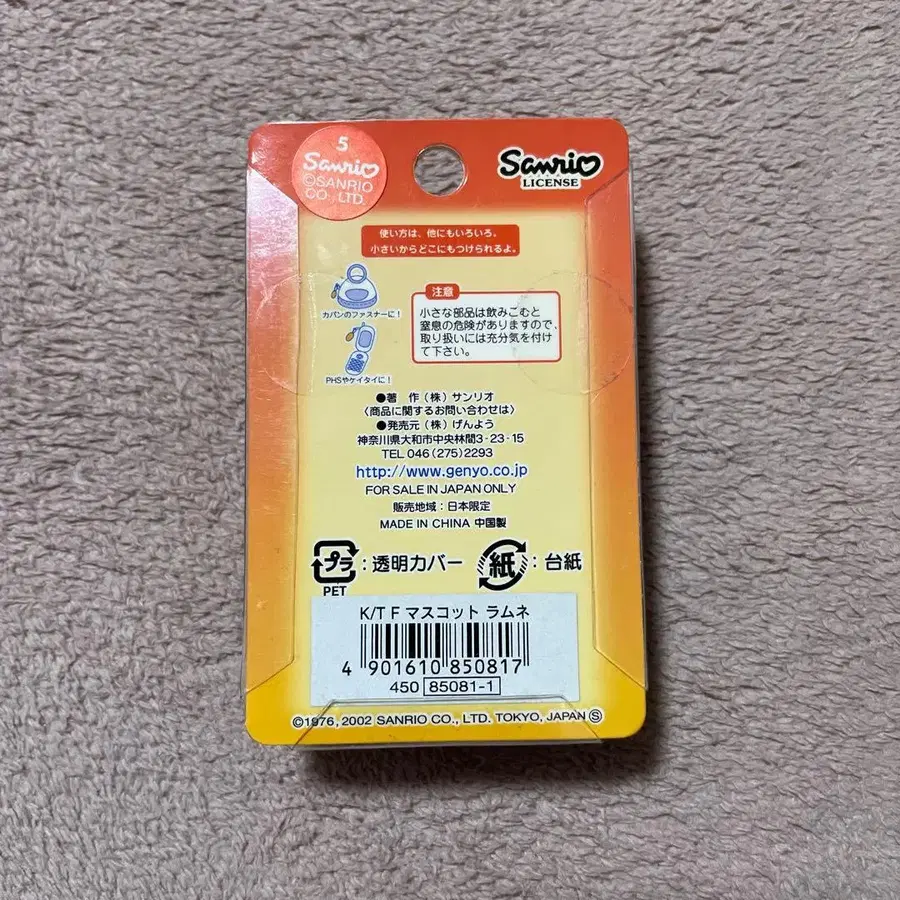 5
Sanrio
©SANRIO
CO., LTD.
Sanrio
LICENSE
使い方は、他にもいろいろ。
小さいからどこにもつけられるよ。
カバンのファスナーに!
PHSやケイタイに!
注意
小さな部品は飲みこむと
窒息の危険がありますので、
取り扱いには充分気を付け
て下さい。
●著 作(株)サンリオ
〈商品に関するお問い合わせは〉
●発売元(株)げんよう
神奈川県大和市中央林間3-23-15
TEL 046(275)2293
http://www.genyo.co.jp
FOR SALE IN JAPAN ONLY
販売地域:日本限定
MADE IN CHINA 中国製
プラ:透明カバー
PET
紙:台紙
K/T F マスコット ラムネ
4 901610 850817
450 85081-1
©1976, 2002 SANRIO CO., LTD. TOKYO, JAPAN Ⓢ